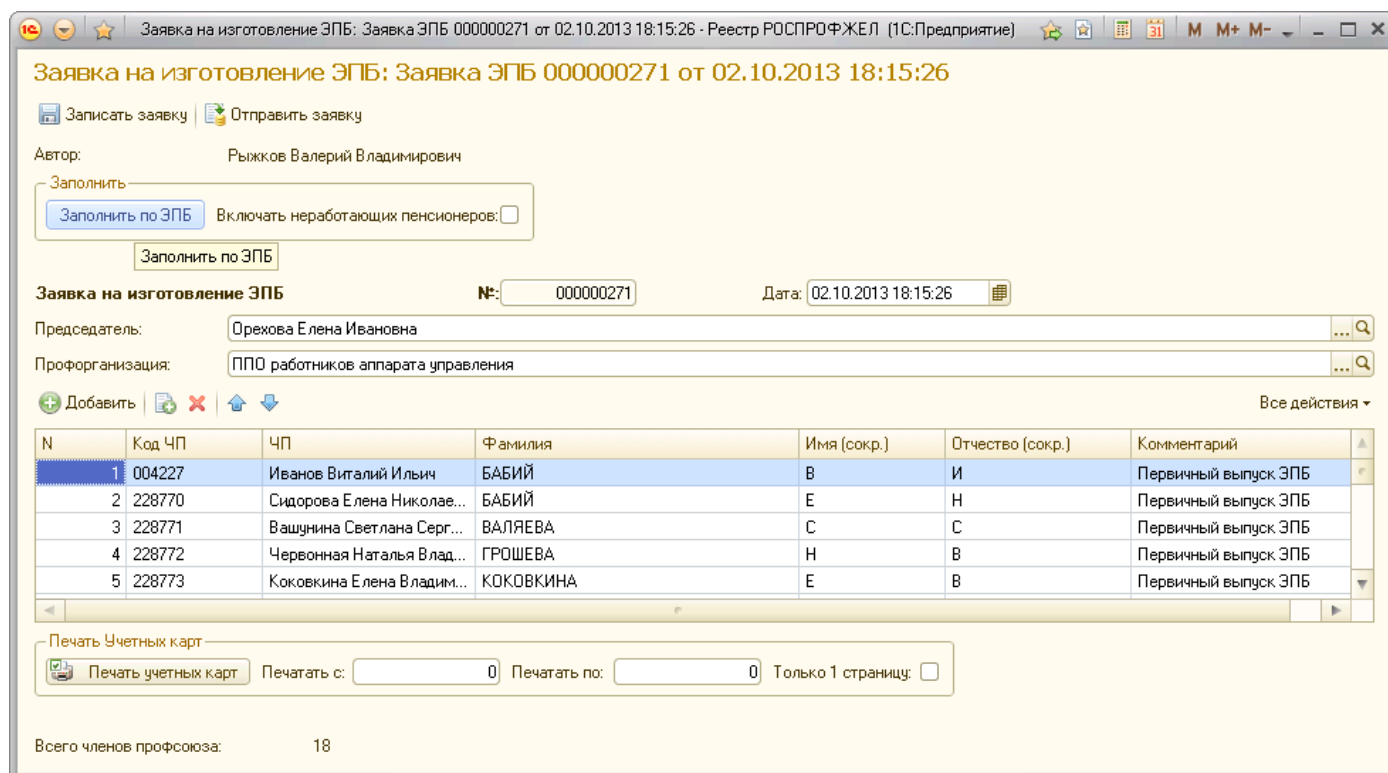 Заявка на изготовление ЭПБ: Заявка ЭПБ 000000271 от 02.10.2013 18:15:26 - Реестр РОСПРОФЖЕЛ (1С:Предприятие) 31 M M+ M-
Заявка на изготовление ЭПБ: Заявка ЭПБ 000000271 от 02.10.2013 18:15:26
Записать заявку Отправить заявку
Автор: Рыжков Валерий Владимирович
Заполнить
Заполнить по ЭПБ Включать неработающих пенсионеров:
Заполнить по ЭПБ
Заявка на изготовление ЭПБ №: 000000271 Дата: 02.10.2013 18:15:26
Председатель: Орехова Елена Ивановна ...
Профорганизация: ППО работников аппарата управления ...
Добавить Все действия
N Код ЧП ЧП Фамилия Имя (сокр.) Отчество (сокр.) Комментарий
1 004227 Иванов Виталий Ильич БАБИЙ В И Первичный выпуск ЭПБ
2 228770 Сидорова Елена Николае... БАБИЙ Е Н Первичный выпуск ЭПБ
3 228771 Вашунина Светлана Серг... ВАЛЯЕВА С С Первичный выпуск ЭПБ
4 228772 Червонная Наталья Влад... ГРОШЕВА Н В Первичный выпуск ЭПБ
5 228773 Коковкина Елена Владим... КОКОВКИНА Е В Первичный выпуск ЭПБ
Печать Учетных карт
Печать учетных карт Печатать с: 0 Печатать по: 0 Только 1 страницу:
Всего членов профсоюза: 18